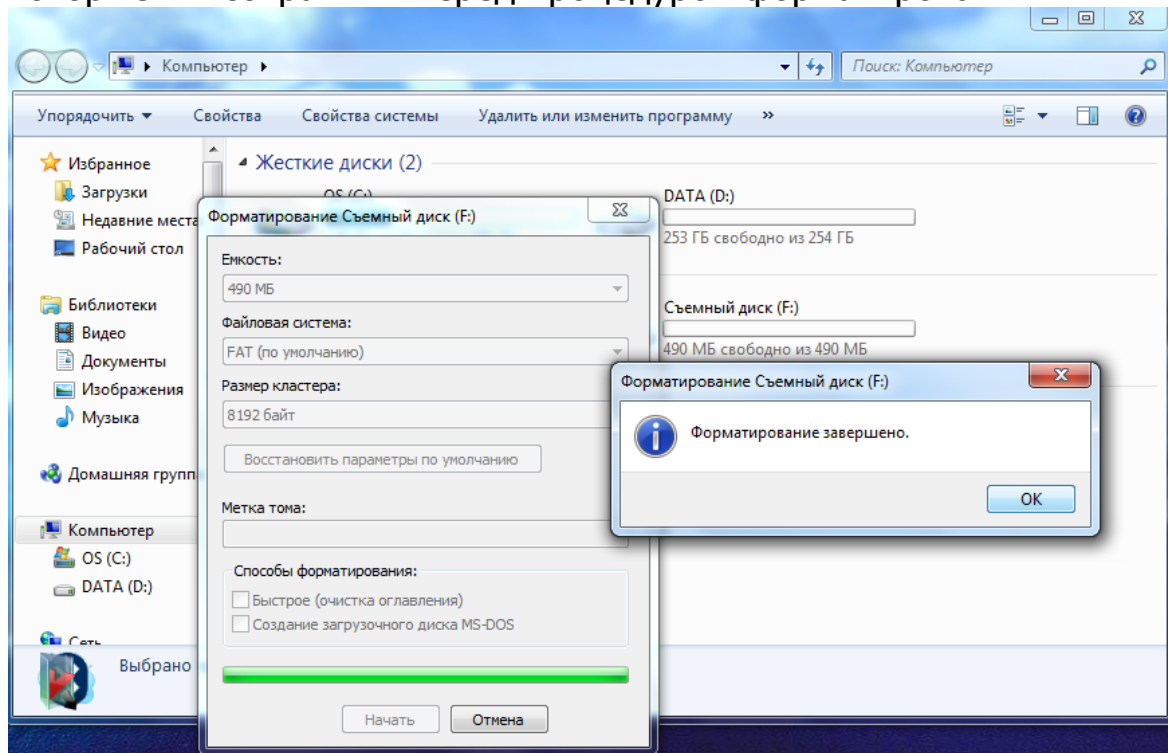 Компьютер
Поиск: Компьютер
Упорядочить
Свойства
Свойства системы
Удалить или изменить программу
»
Избранное
Загрузки
Недавние места
Рабочий стол
Библиотеки
Видео
Документы
Изображения
Музыка
Домашняя групп
Компьютер
OS (C:)
DATA (D:)
Сеть
Жесткие диски (2)
OS (C:)
DATA (D:)
253 ГБ свободно из 254 ГБ
Съемный диск (F:)
490 МБ свободно из 490 МБ
Выбрано
Форматирование Съемный диск (F:)
Емкость:
490 МБ
Файловая система:
FAT (по умолчанию)
Размер кластера:
8192 байт
Восстановить параметры по умолчанию
Метка тома:
Способы форматирования:
Быстрое (очистка оглавления)
Создание загрузочного диска MS-DOS
Начать
Отмена
Форматирование Съемный диск (F:)
Форматирование завершено.
OK